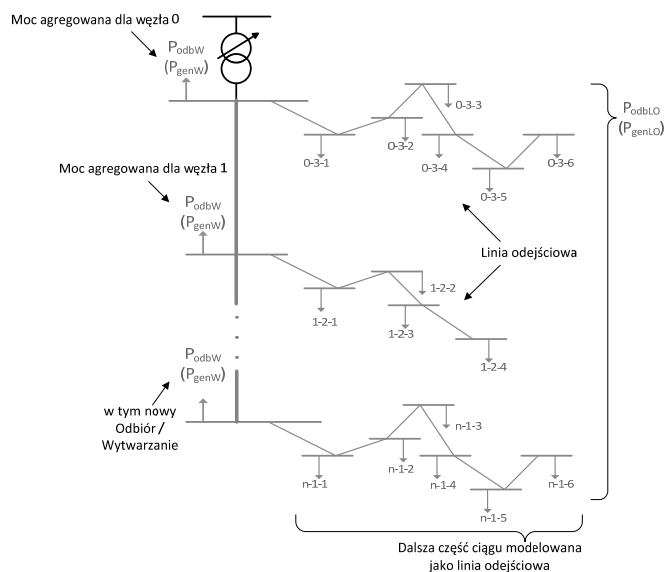 Moc agregowana dla węzła 0
PodbW
(PgenW)
0-3-1
0-3-2
0-3-3
0-3-4
0-3-5
0-3-6
PodbLO
(PgenLO)
Moc agregowana dla węzła 1
PodbW
(PgenW)
Linia odejściowa
1-2-1
1-2-2
1-2-3
1-2-4
PodbW
(PgenW)
w tym nowy
Odbiór /
Wytwarzanie
n-1-1
n-1-2
n-1-3
n-1-4
n-1-5
n-1-6
Dalsza część ciągu modelowana
jako linia odejściowa